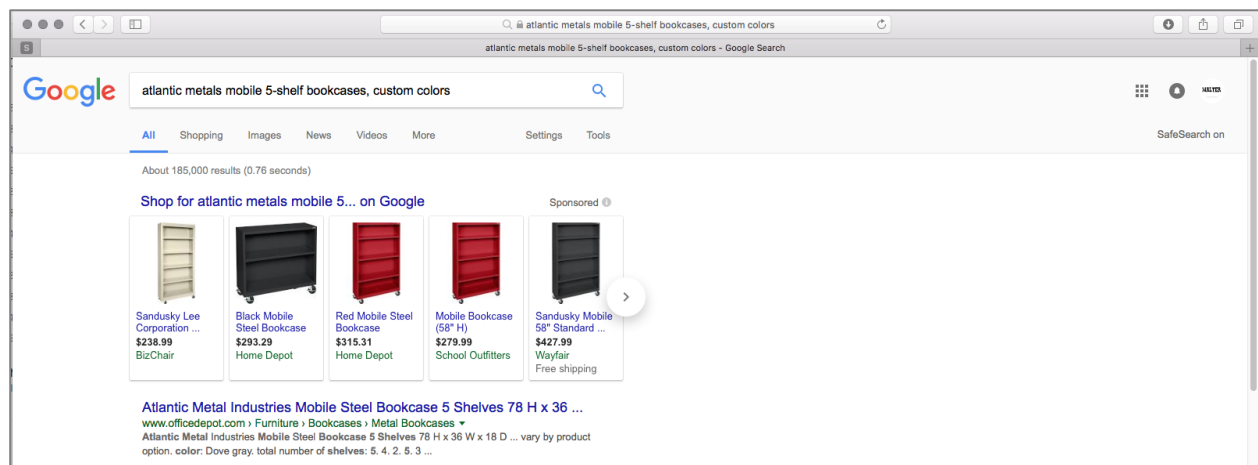 atlantic metals mobile 5-shelf bookcases, custom colors
S
atlantic metals mobile 5-shelf bookcases, custom colors - Google Search
Google
atlantic metals mobile 5-shelf bookcases, custom colors
All Shopping Images News Videos More Settings Tools
SafeSearch on
About 185,000 results (0.76 seconds)
Shop for atlantic metals mobile 5... on Google
Sponsored
Sandusky Lee
Corporation ...
$238.99
BizChair
Black Mobile
Steel Bookcase
$293.29
Home Depot
Red Mobile Steel
Bookcase
$315.31
Home Depot
Mobile Bookcase
(58" H)
$279.99
School Outfitters
Sandusky Mobile
58" Standard ...
$427.99
Wayfair
Free shipping
Atlantic Metal Industries Mobile Steel Bookcase 5 Shelves 78 H x 36 ...
www.officedepot.com › Furniture › Bookcases › Metal Bookcases
Atlantic Metal Industries Mobile Steel Bookcase 5 Shelves 78 H x 36 W x 18 D ... vary by product
option. color: Dove gray. total number of shelves: 5. 4. 2. 5. 3 ...